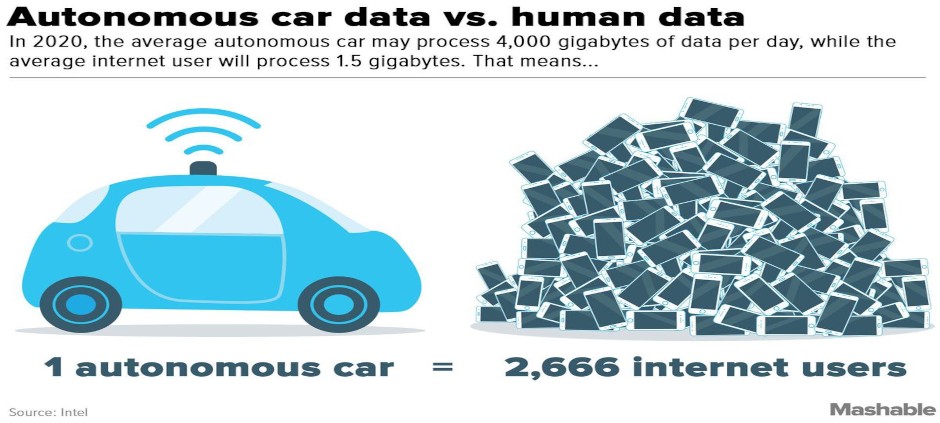 Autonomous car data vs. human data
In 2020, the average autonomous car may process 4,000 gigabytes of data per day, while the
average internet user will process 1.5 gigabytes. That means...
1 autonomous car = 2,666 internet users
Source: Intel
Mashable